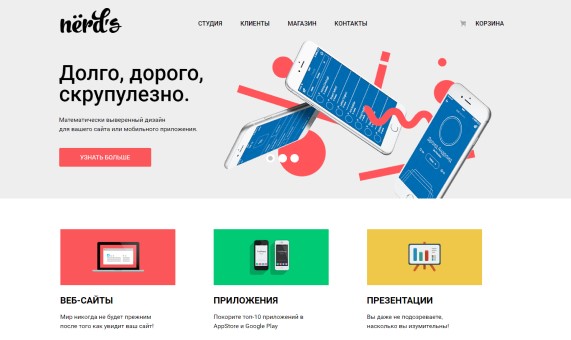 nёrd's
СТУДИЯ КЛИЕНТЫ МАГАЗИН КОНТАКТЫ КОРЗИНА
Долго, дорого,
скрупулезно.
Математически выверенный дизайн
для вашего сайта или мобильного приложения.
УЗНАТЬ БОЛЬШЕ
ВЕБ-САЙТЫ ПРИЛОЖЕНИЯ ПРЕЗЕНТАЦИИ
Мир никогда не будет прежним
после того как увидит ваш сайт!
Покорите топ-10 приложений в
AppStore и Google Play
Вы даже не подозреваете,
насколько вы изумительны!